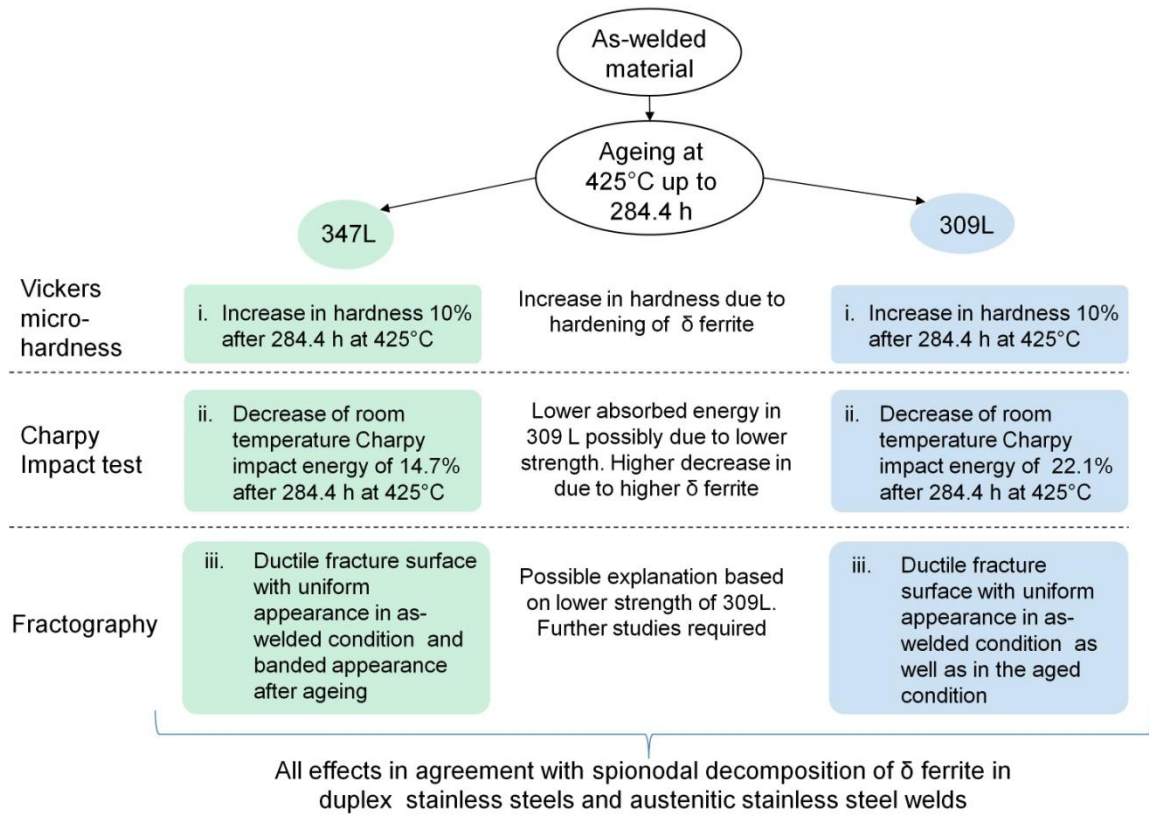 As-welded
material
Ageing at
425°C up to
284.4 h
347L
309L
Vickers
micro-
hardness
i. Increase in hardness 10%
after 284.4 h at 425°C
Increase in hardness due to
hardening of δ ferrite
i. Increase in hardness 10%
after 284.4 h at 425°C
Charpy
Impact test
ii. Decrease of room
temperature Charpy
impact energy of 14.7%
after 284.4 h at 425°C
Lower absorbed energy in
309 L possibly due to lower
strength. Higher decrease in
due to higher δ ferrite
ii. Decrease of room
temperature Charpy
impact energy of 22.1%
after 284.4 h at 425°C
Fractography
iii. Ductile fracture surface
with uniform
appearance in as-
welded condition and
banded appearance
after ageing
Possible explanation based
on lower strength of 309L.
Further studies required
iii. Ductile fracture
surface with uniform
appearance in as-
welded condition as
well as in the aged
condition
All effects in agreement with spionodal decomposition of δ ferrite in
duplex stainless steels and austenitic stainless steel welds